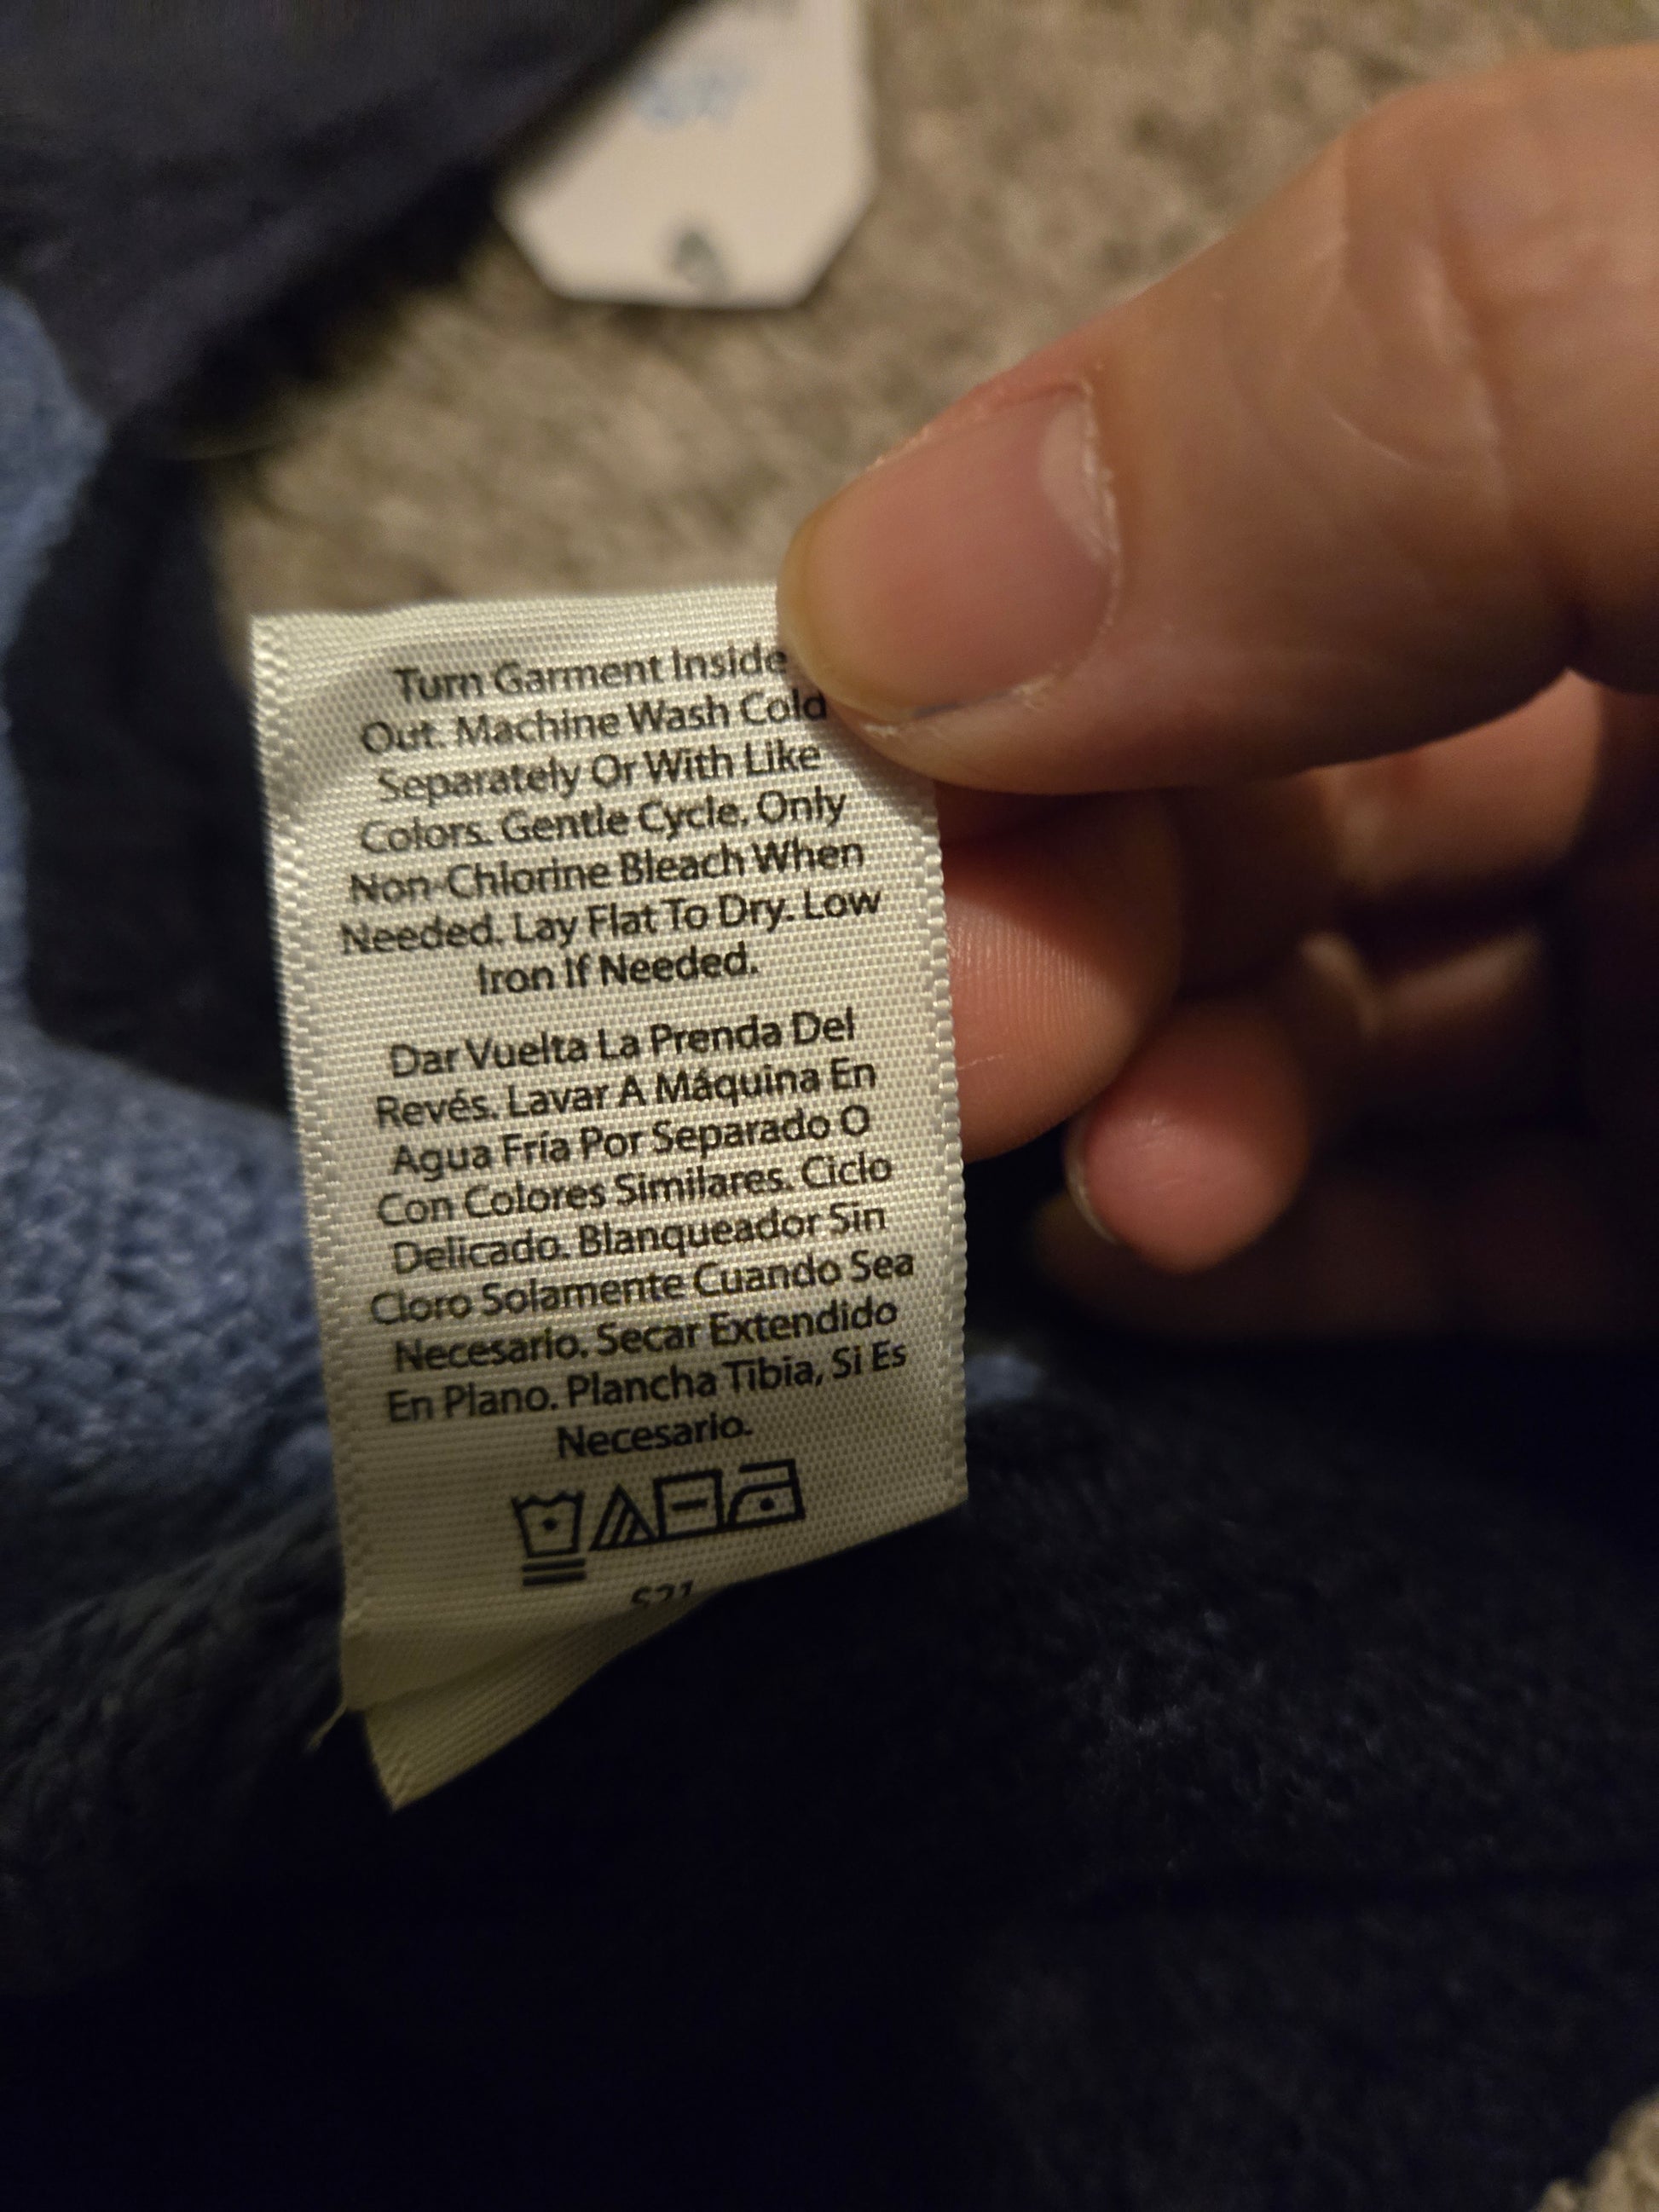 Turn Garment Inside
Out. Machine Wash Cold
Separately Or With Like
Colors. Gentle Cycle. Only
Non-Chlorine Bleach When
Needed. Lay Flat To Dry. Low
Iron If Needed.
Dar Vuelta La Prenda Del
Revés. Lavar A Máquina En
Agua Fría Por Separado O
Con Colores Similares. Ciclo
Delicado. Blanqueador Sin
Cloro Solamente Cuando Sea
Necesario. Secar Extendido
En Plano. Plancha Tibia, Si Es
Necesario.
S21